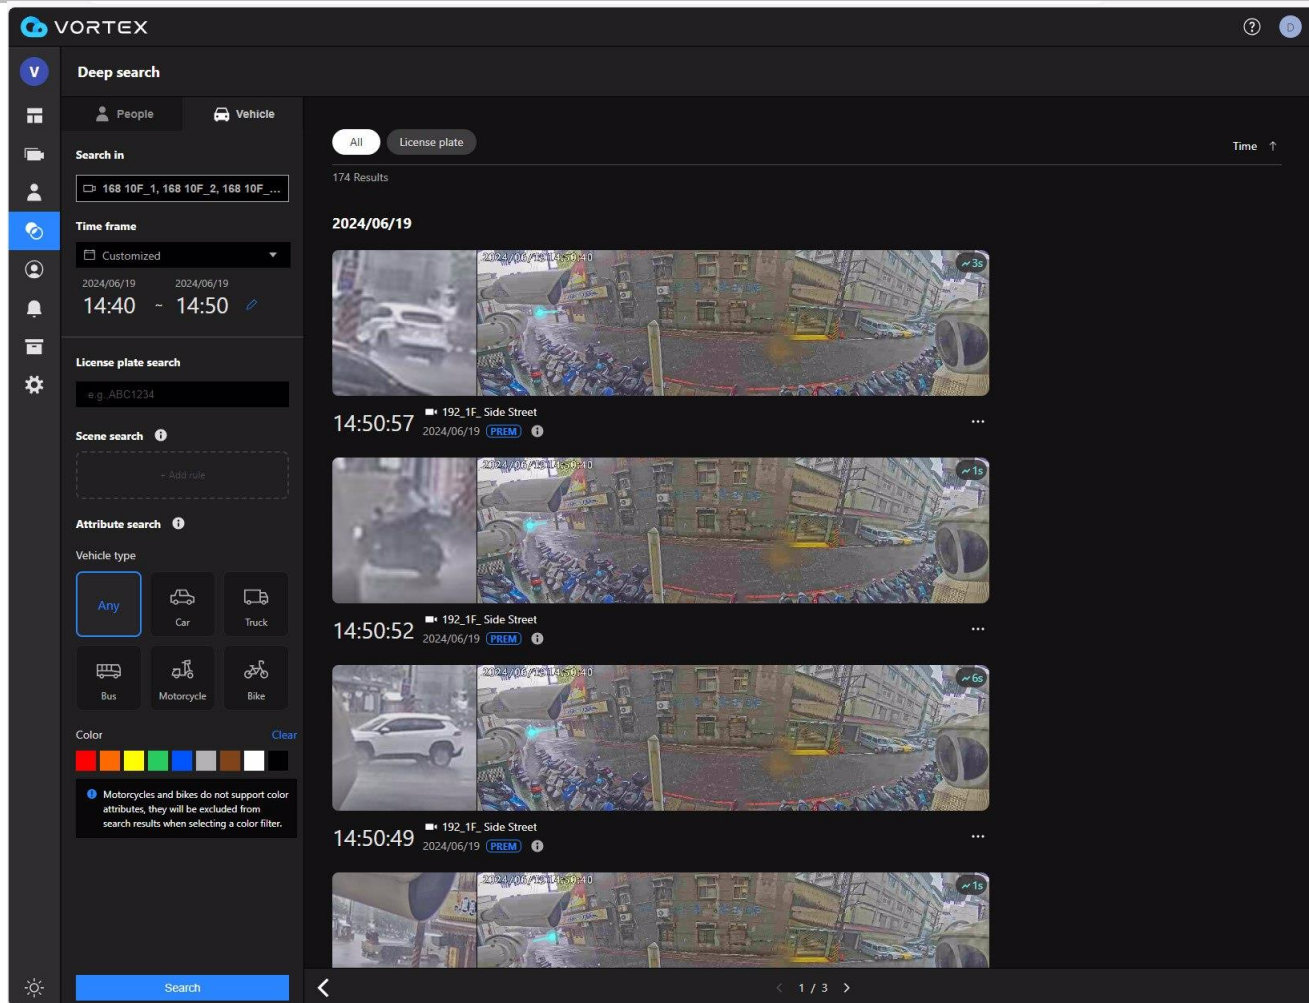 VORTEX
D
V
Deep search
People
Vehicle
Search in
168 10F_1, 168 10F_2, 168 10F_...
Time frame
Customized
2024/06/19
2024/06/19
14:40
~
14:50
License plate search
e.g.,ABC1234
Scene search
+ Add rule
Attribute search
Vehicle type
Any
Car
Truck
Bus
Motorcycle
Bike
Color
Clear
Motorcycles and bikes do not support color
attributes, they will be excluded from
search results when selecting a color filter.
Search
All
License plate
Time
174 Results
2024/06/19
3s
14:50:57
192_1F_ Side Street
2024/06/19 PREM
1s
14:50:52
192_1F_ Side Street
2024/06/19 PREM
6s
14:50:49
192_1F_ Side Street
2024/06/19 PREM
1s
1 / 3